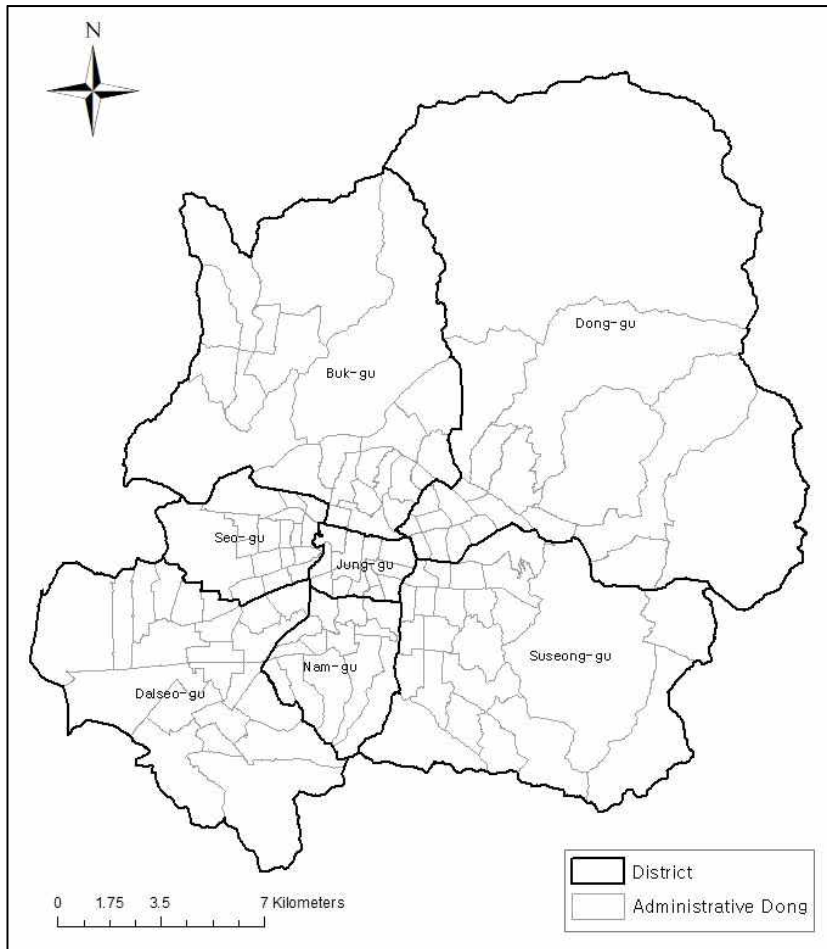 N
Dong-gu
Buk-gu
Seo-gu
Jung-gu
Suseong-gu
Nam-gu
Dalseo-gu
0 1.75 3.5 7 Kilometers
District
Administrative Dong